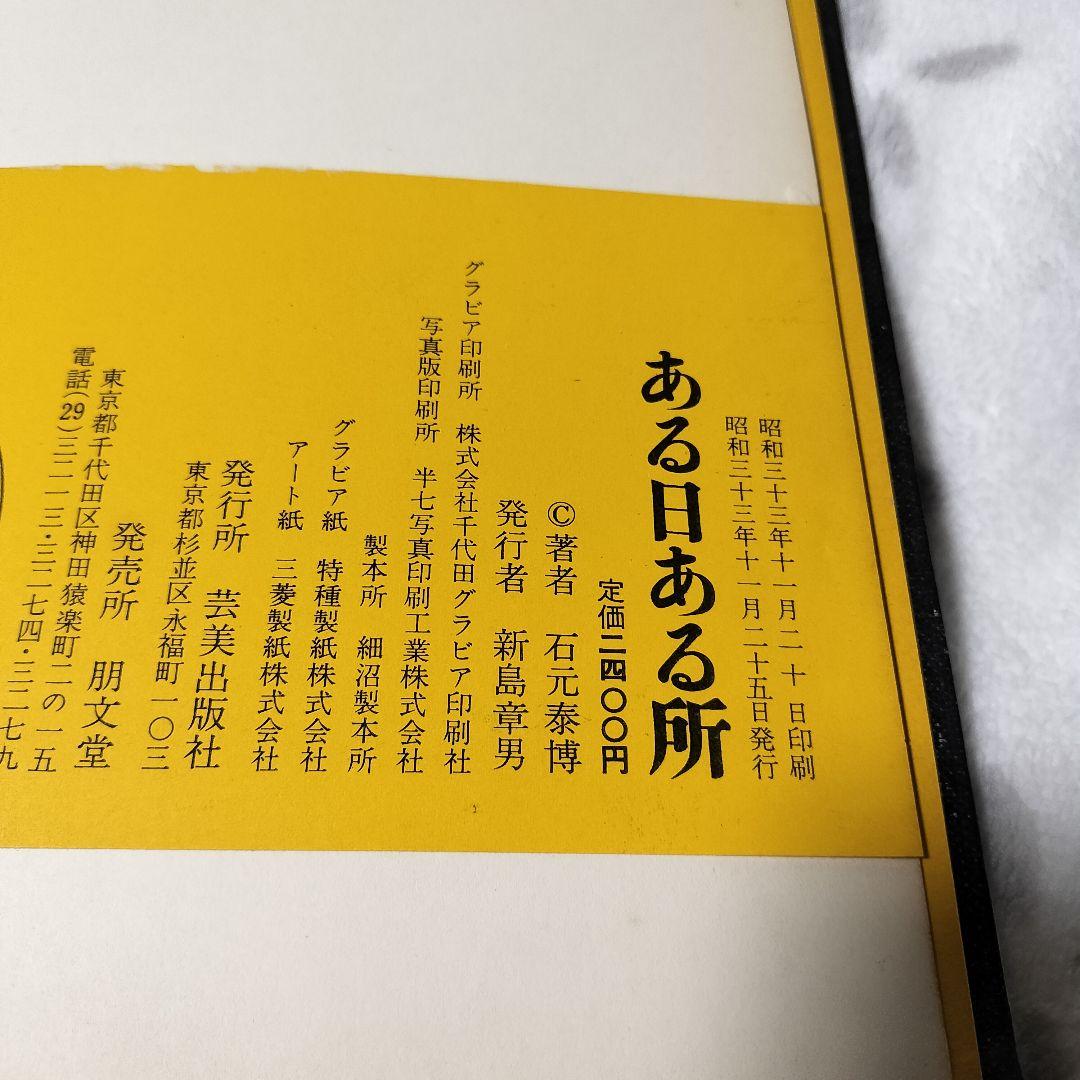 昭和三十三年十一月二十日印刷
昭和三十三年十一月二十五日発行
ある日ある所
定価二四〇〇円
©著者 石元泰博
発行者 新島章男
グラビア印刷所 株式会社千代田グラビア印刷社
写真版印刷所 半七写真印刷工業株式会社
製本所 細沼製本所
グラビア紙 特種製紙株式会社
アート紙 三菱製紙株式会社
発行所 芸美出版社
東京都杉並区永福町一〇三
発売所 朋文堂
東京都千代田区神田猿楽町二の一五
電話(29)三二一三・三二七四・三二七九